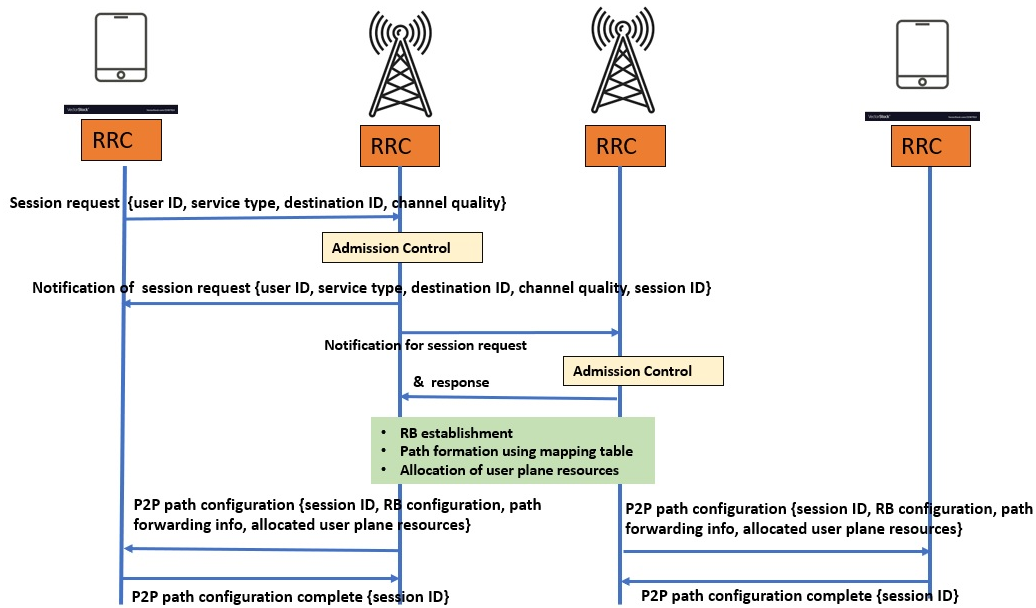 VectorStock®
RRC
RRC
RRC
RRC
Session request {user ID, service type, destination ID, channel quality}
Admission Control
Notification of session request {user ID, service type, destination ID, channel quality, session ID}
Notification for session request
Admission Control
& response
• RB establishment
• Path formation using mapping table
• Allocation of user plane resources
P2P path configuration {session ID, RB configuration, path
forwarding info, allocated user plane resources}
P2P path configuration {session ID, RB configuration, path
forwarding info, allocated user plane resources}
P2P path configuration complete {session ID}
P2P path configuration complete {session ID}